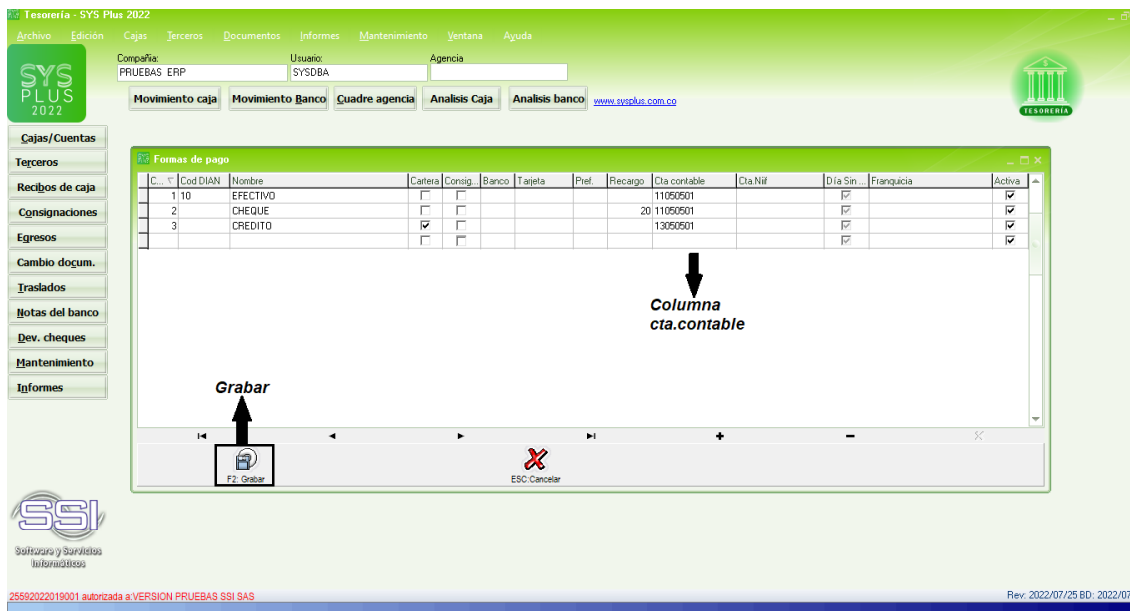 Tesorería - SYS Plus 2022
Archivo Edición Cajas Terceros Documentos Informes Mantenimiento Ventana Ayuda
Compañia: Usuario: Agencia
PRUEBAS ERP SYSDBA
SYS
PLUS
2022
Movimiento caja Movimiento Banco Cuadre agencia Analisis Caja Analisis banco www.sysplus.com.co
TESORERIA
Cajas/Cuentas
Terceros
Recibos de caja
Consignaciones
Egresos
Cambio docum.
Traslados
Notas del banco
Dev. cheques
Mantenimiento
Informes
Formas de pago
C... Cod DIAN Nombre Cartera Consig... Banco Tarjeta Pref. Recargo Cta contable Cta.Niif Día Sin ... Franquicia Activa
1 10 EFECTIVO 11050501
2 CHEQUE 20 11050501
3 CREDITO 13050501
Columna
cta.contable
Grabar
F2: Grabar ESC:Cancelar
SSI
Software y Servicios
Informáticos
25592022019001 autorizada a:VERSION PRUEBAS SSI SAS
Rev: 2022/07/25 BD: 2022/07